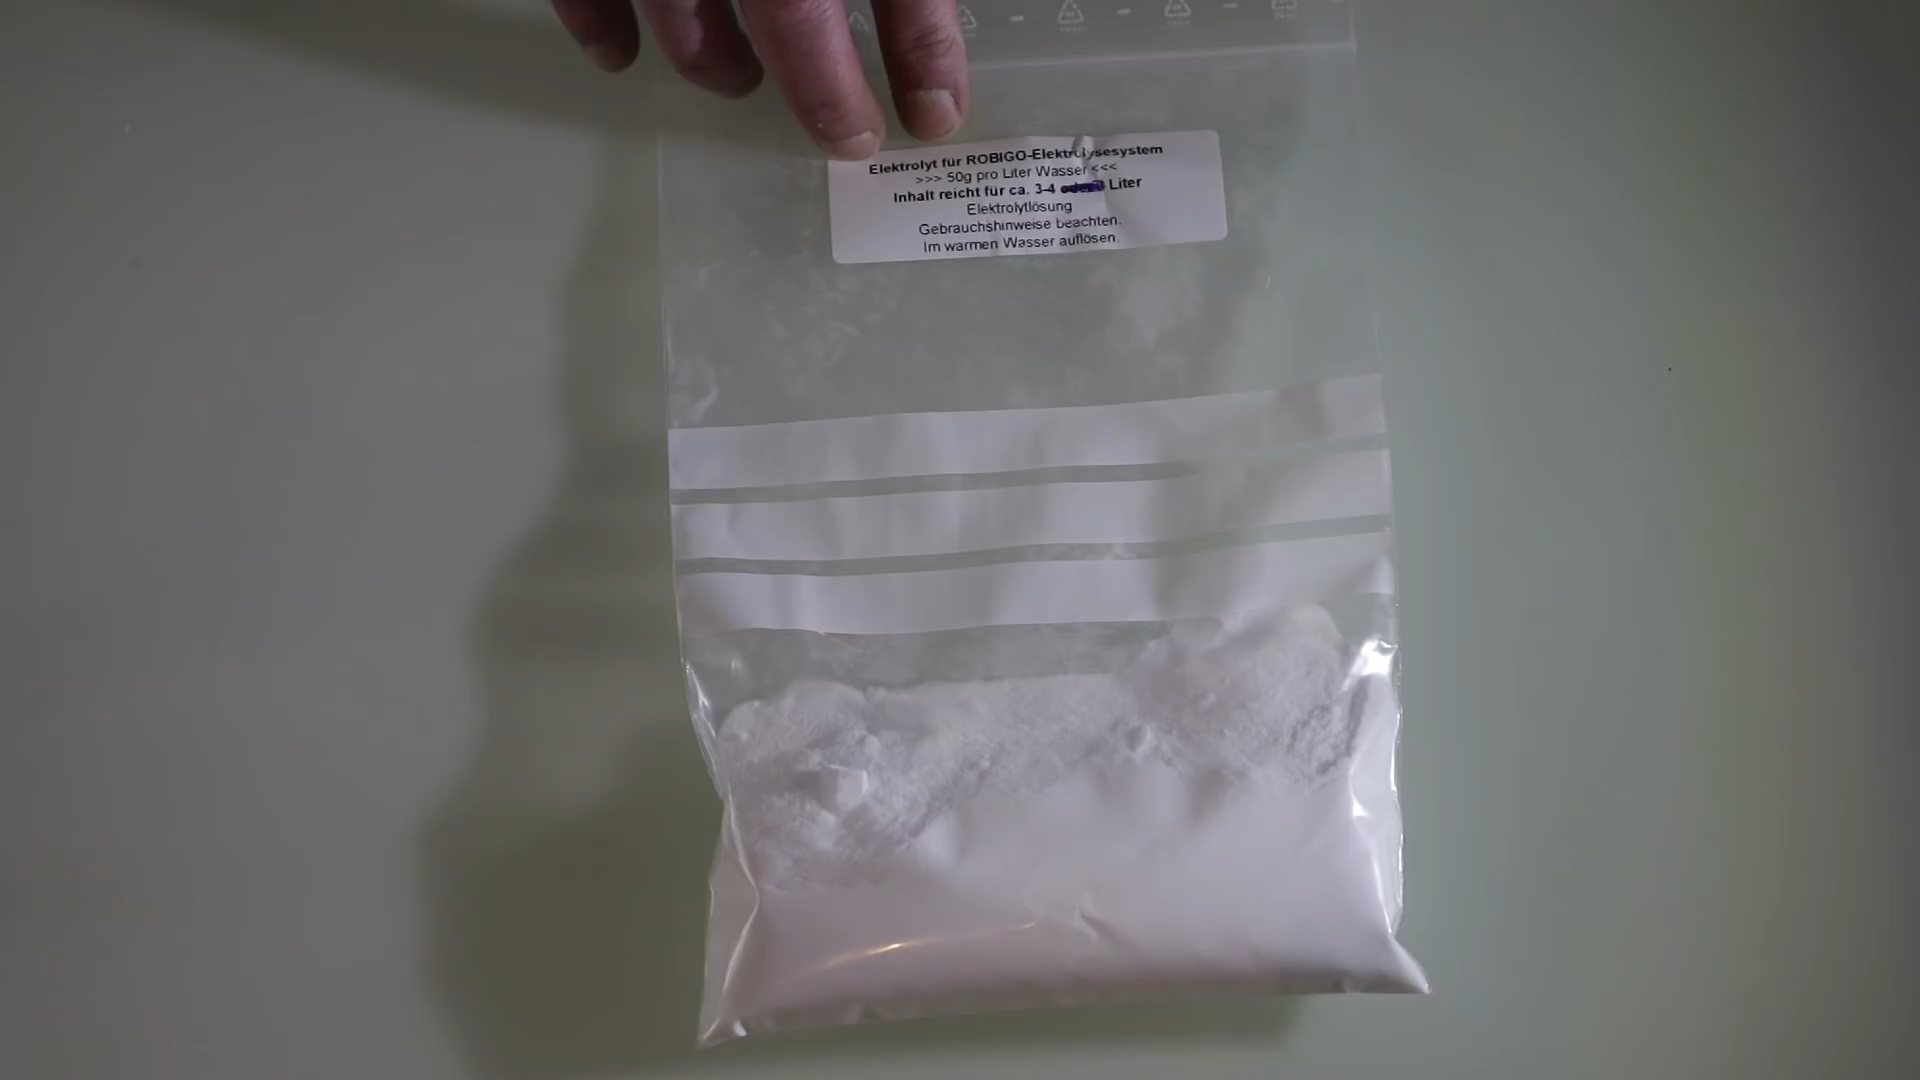 Elektrolyt für ROBIGO-Elektrolysesystem
>>> 50g pro Liter Wasser <<<
Inhalt reicht für ca. 3-4 Liter
Elektrolytlösung
Gebrauchshinweise beachten.
Im warmen Wasser auflösen